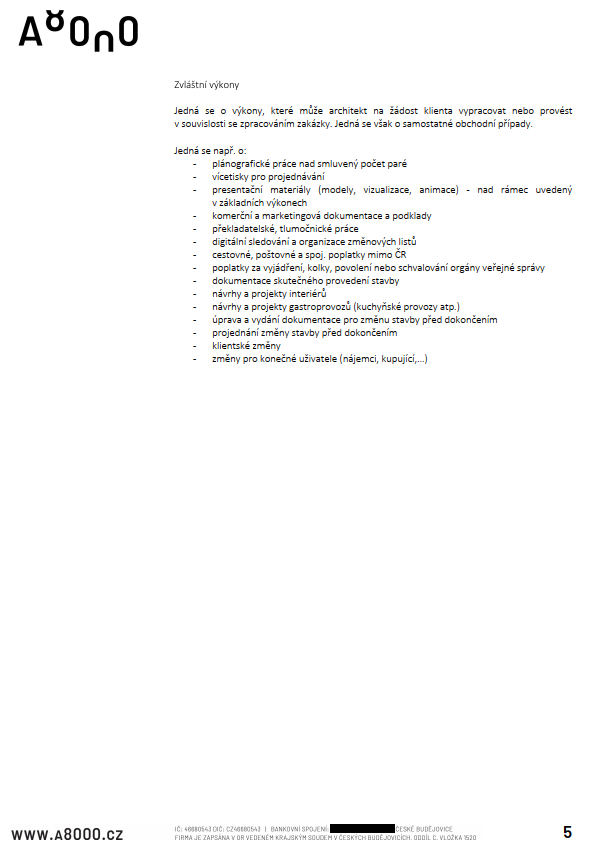 A8000
Zvláštní výkony
Jedná se o výkony, které může architekt na žádost klienta vypracovat nebo provést
v souvislosti se zpracováním zakázky. Jedná se však o samostatné obchodní případy.
Jedná se např. o:
- plánografické práce nad smluvený počet paré
- vícetisky pro projednávání
- presentační materiály (modely, vizualizace, animace) - nad rámec uvedený
v základních výkonech
- komerční a marketingová dokumentace a podklady
- překladatelské, tlumočnické práce
- digitální sledování a organizace změnových listů
- cestovné, poštovné a spoj. poplatky mimo ČR
- poplatky za vyjádření, kolky, povolení nebo schvalování orgány veřejné správy
- dokumentace skutečného provedení stavby
- návrhy a projekty interiérů
- návrhy a projekty gastroprovozů (kuchyňské provozy atp.)
- úprava a vydání dokumentace pro změnu stavby před dokončením
- projednání změny stavby před dokončením
- klientské změny
- změny pro konečné uživatele (nájemci, kupující,...)
www.A8000.cz
IČ: 46680543 DIČ: CZ46680543 | BANKOVNÍ SPOJENÍ: ČESKÉ BUDĚJOVICE
FIRMA JE ZAPSÁNA V OR VEDENÉM KRAJSKÝM SOUDEM V ČESKÝCH BUDĚJOVICÍCH, ODDÍL C, VLOŽKA 1520
5